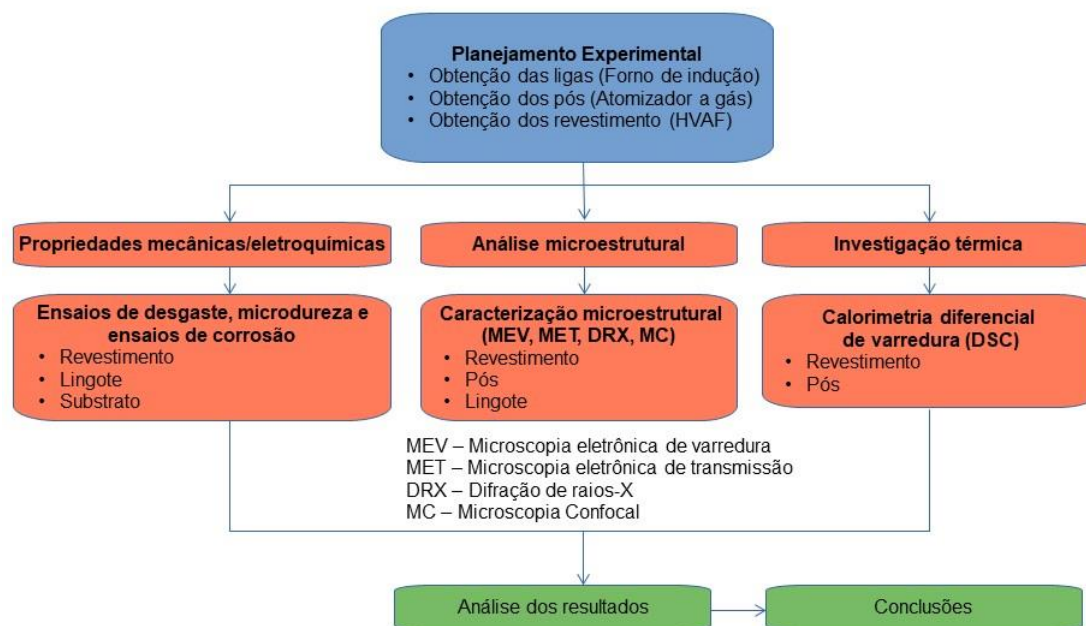 Planejamento Experimental
• Obtenção das ligas (Forno de indução)
• Obtenção dos pós (Atomizador a gás)
• Obtenção dos revestimento (HVAF)
Propriedades mecânicas/eletroquímicas
Análise microestrutural
Investigação térmica
Ensaios de desgaste, microdureza e
ensaios de corrosão
• Revestimento
• Lingote
• Substrato
Caracterização microestrutural
(MEV, MET, DRX, MC)
• Revestimento
• Pós
• Lingote
Calorimetria diferencial
de varredura (DSC)
• Revestimento
• Pós
MEV – Microscopia eletrônica de varredura
MET – Microscopia eletrônica de transmissão
DRX – Difração de raios-X
MC – Microscopia Confocal
Análise dos resultados
Conclusões